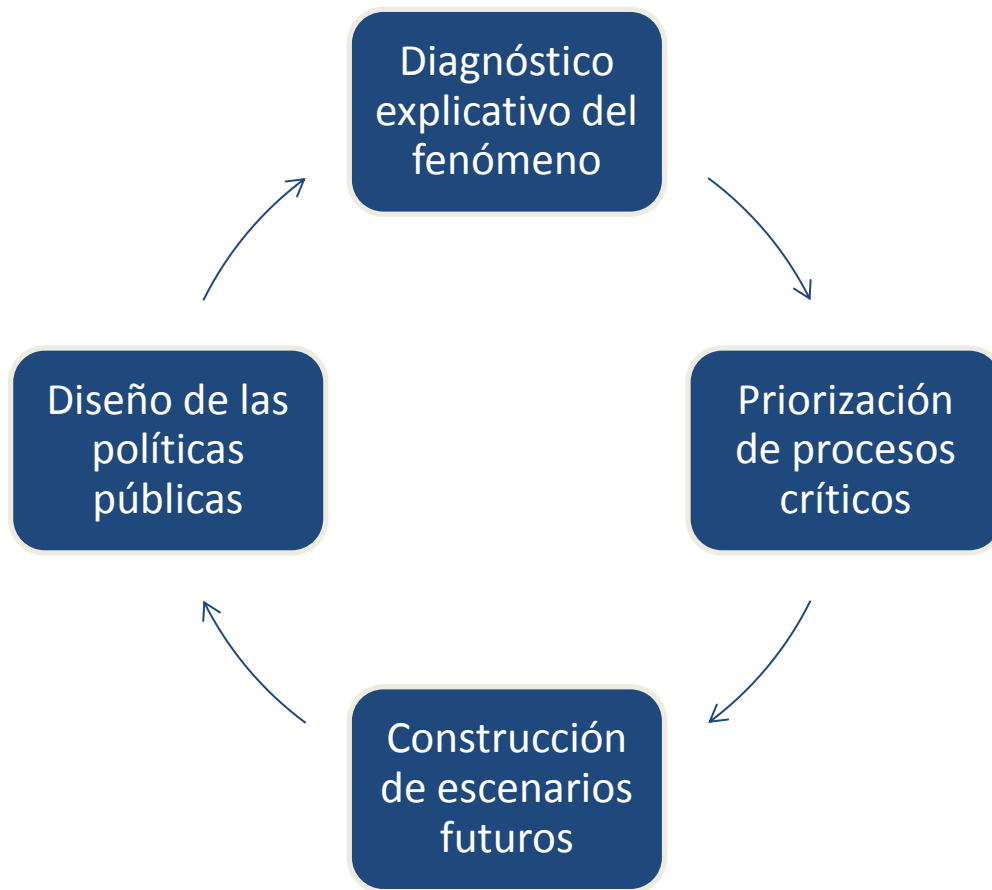 Diagnóstico
explicativo del
fenómeno
Priorización
de procesos
críticos
Construcción
de escenarios
futuros
Diseño de las
políticas
públicas